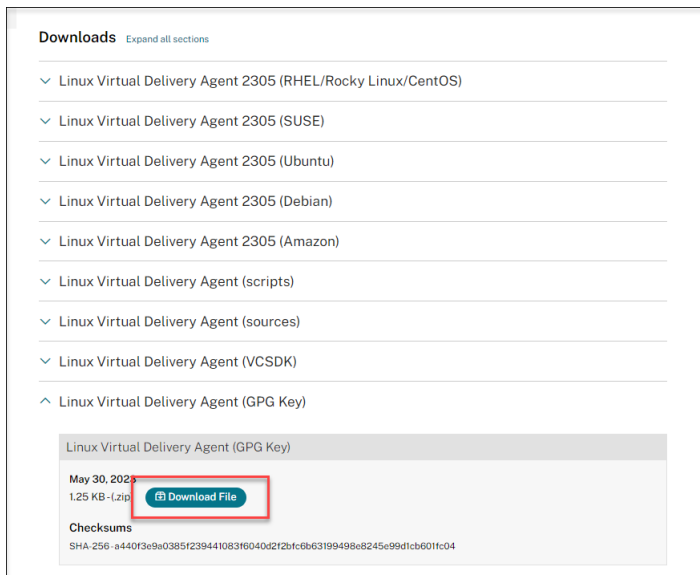 Downloads Expand all sections
Linux Virtual Delivery Agent 2305 (RHEL/Rocky Linux/CentOS)
Linux Virtual Delivery Agent 2305 (SUSE)
Linux Virtual Delivery Agent 2305 (Ubuntu)
Linux Virtual Delivery Agent 2305 (Debian)
Linux Virtual Delivery Agent 2305 (Amazon)
Linux Virtual Delivery Agent (scripts)
Linux Virtual Delivery Agent (sources)
Linux Virtual Delivery Agent (VCSDK)
Linux Virtual Delivery Agent (GPG Key)
Linux Virtual Delivery Agent (GPG Key)
May 30, 2023
1.25 KB - (.zip) Download File
Checksums
SHA-256 - a440f3e9a0385f239441083f6040d2f2bfc6b63199498e8245e99d1cb601fc04